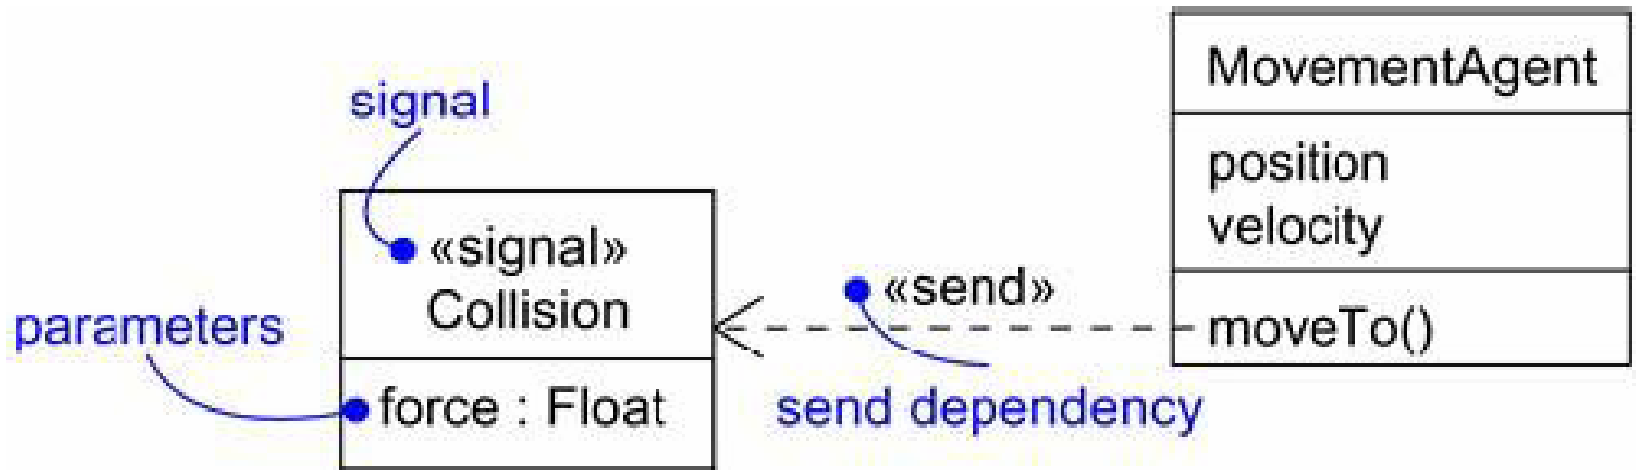 signal
«signal»
Collision
parameters
force : Float
«send»
send dependency
MovementAgent
position
velocity
moveTo()